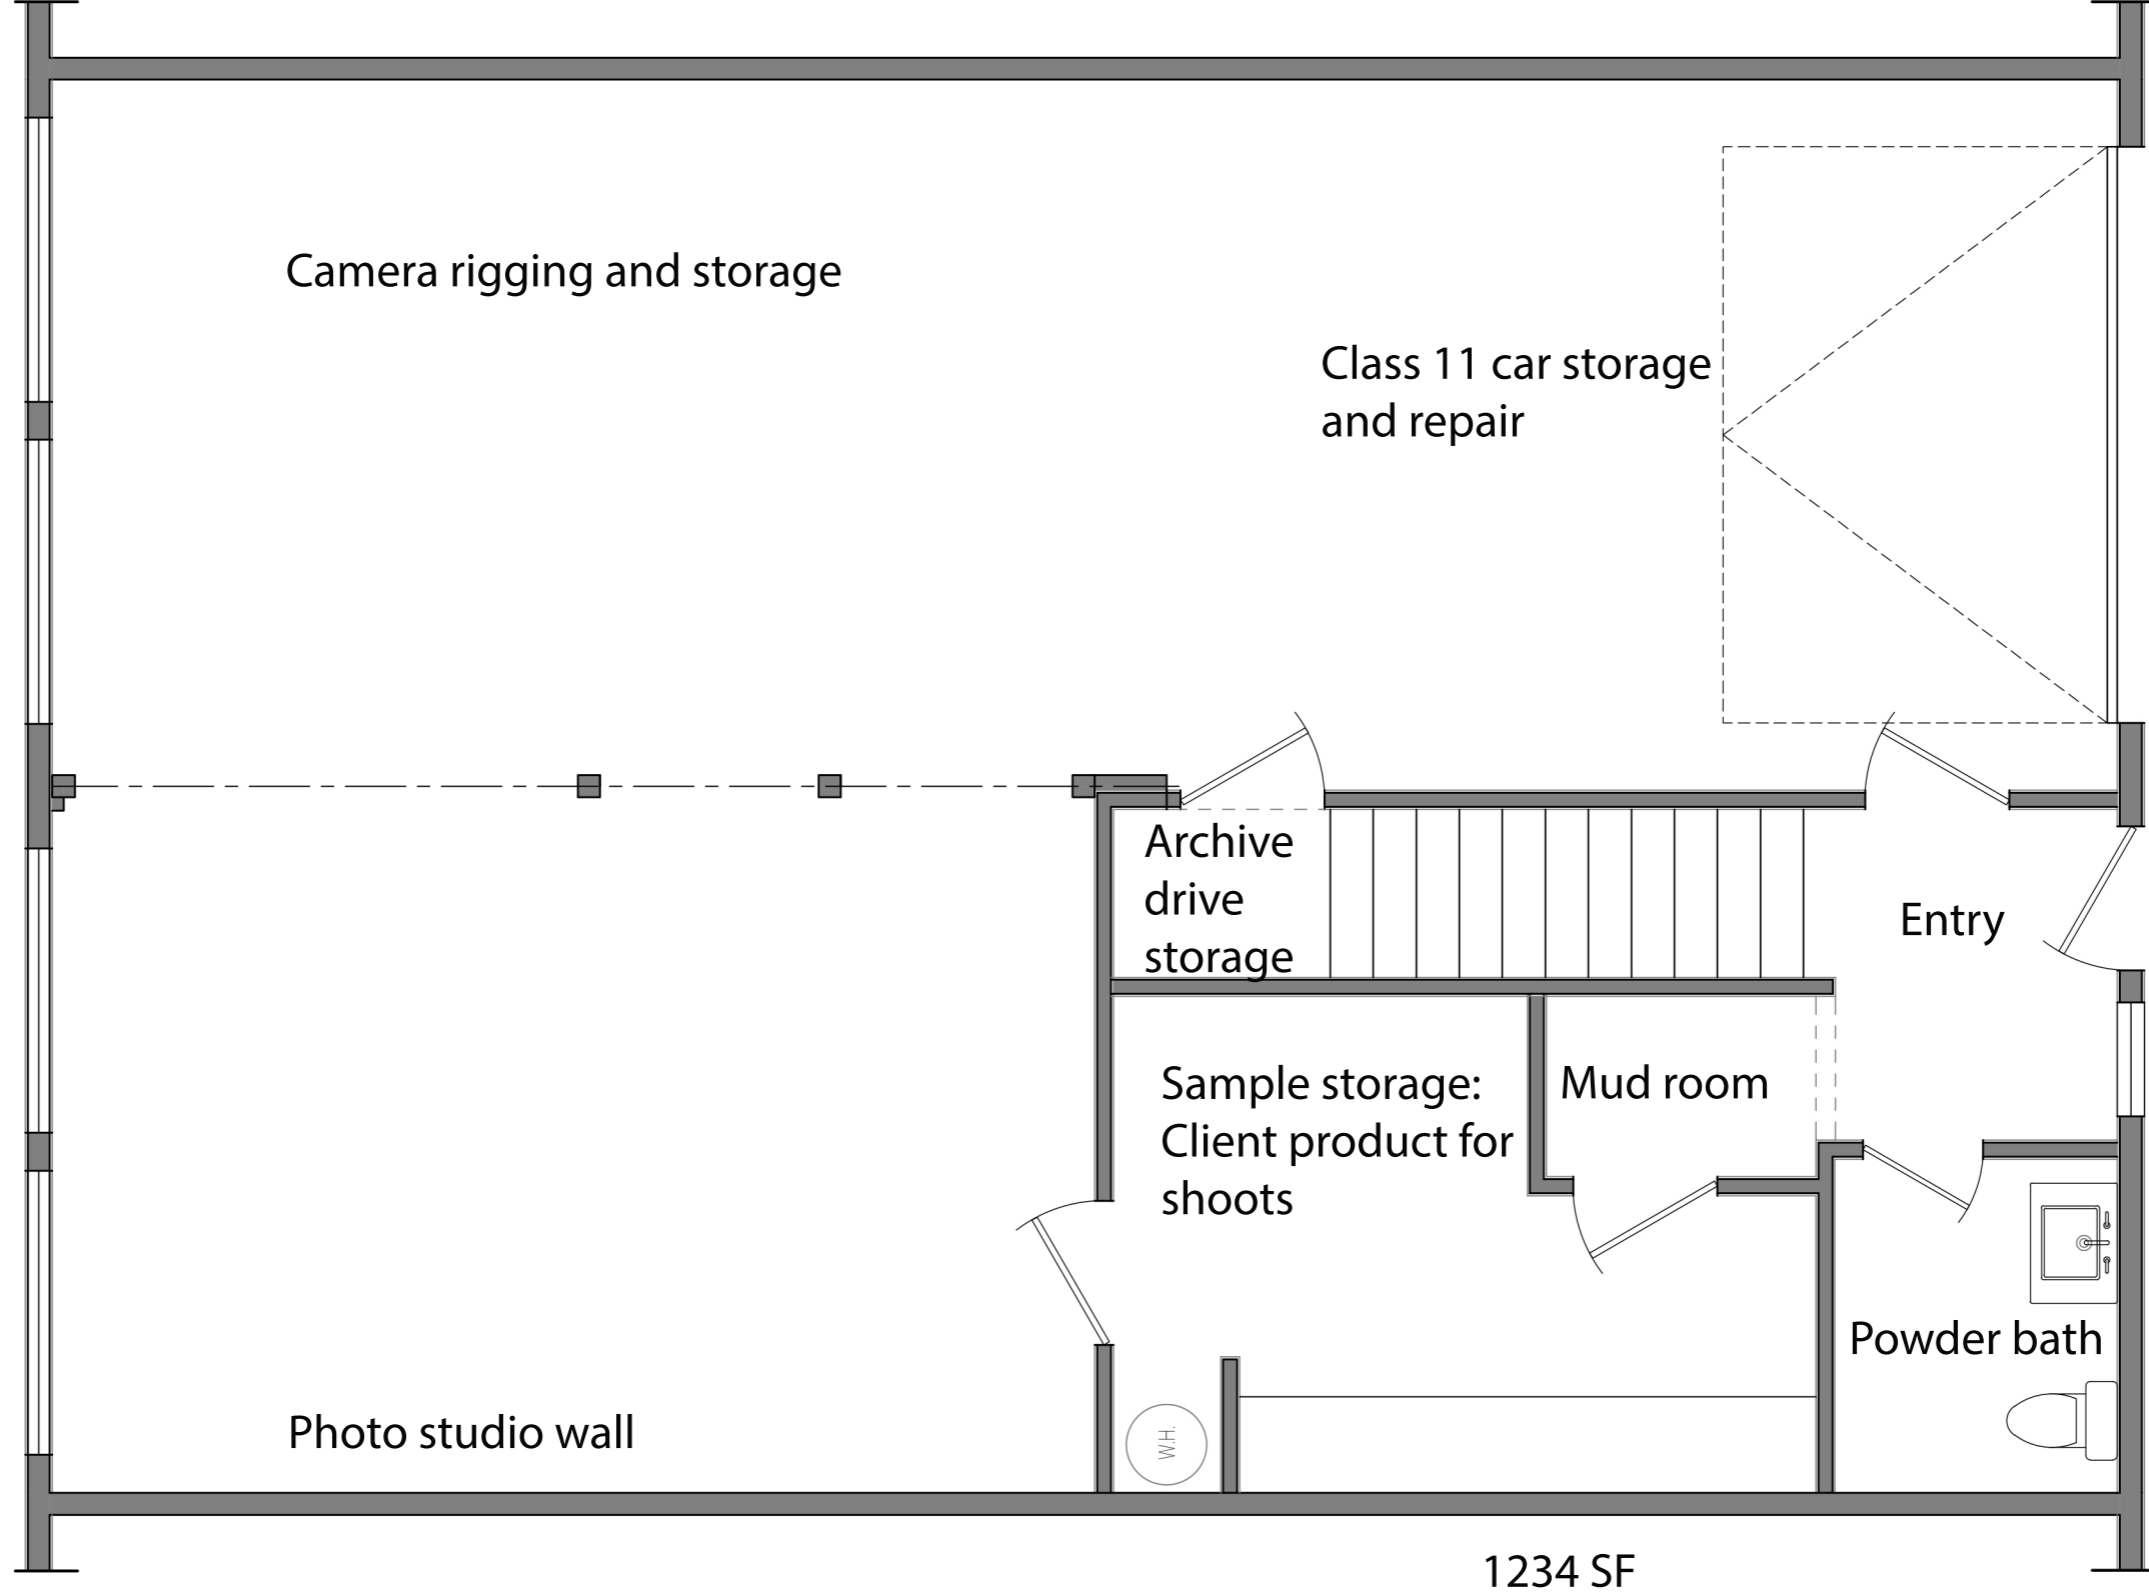 Camera rigging and storage
Class 11 car storage
and repair
Archive
drive
storage
Entry
Sample storage:
Client product for
shoots
Mud room
Powder bath
Photo studio wall
W.H.
1234 SF